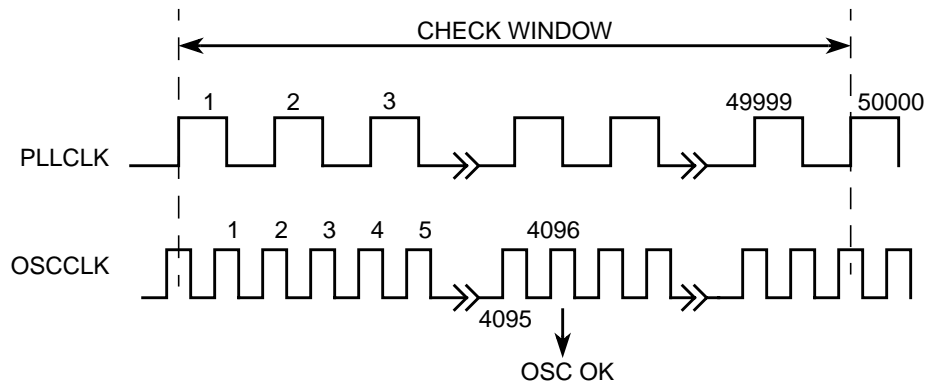 CHECK WINDOW
1 2 3 49999 50000
PLLCLK
1 2 3 4 5 4096
OSCCLK
4095
OSC OK